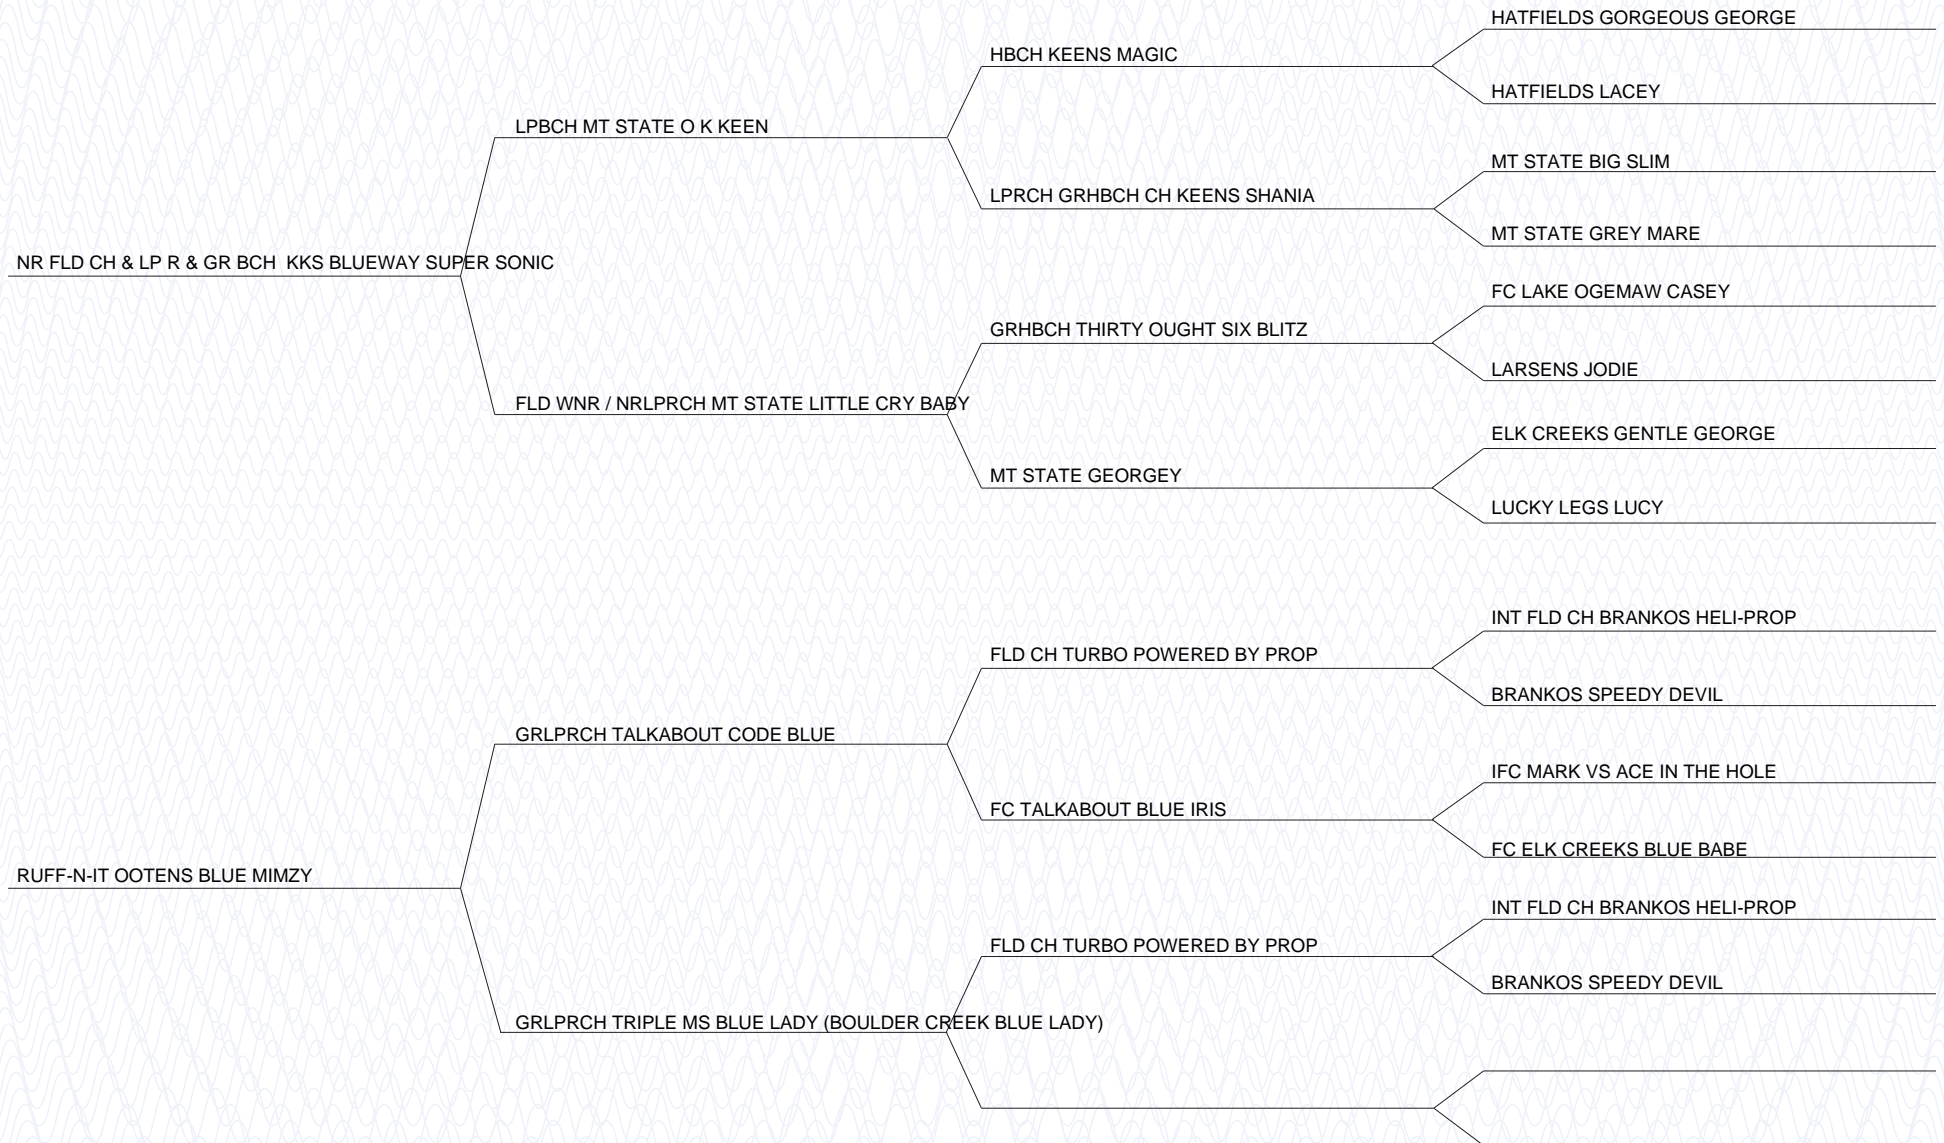 HATFIELDS GORGEOUS GEORGE
HBCH KEENS MAGIC
HATFIELDS LACEY
LPBCH MT STATE O K KEEN
MT STATE BIG SLIM
LPRCH GRHBCH CH KEENS SHANIA
MT STATE GREY MARE
NR FLD CH & LP R & GR BCH  KKS BLUEWAY SUPER SONIC
FC LAKE OGEMAW CASEY
GRHBCH THIRTY OUGHT SIX BLITZ
LARSENS JODIE
FLD WNR / NRLPRCH MT STATE LITTLE CRY BABY
ELK CREEKS GENTLE GEORGE
MT STATE GEORGEY
LUCKY LEGS LUCY
INT FLD CH BRANKOS HELI-PROP
FLD CH TURBO POWERED BY PROP
BRANKOS SPEEDY DEVIL
GRLPRCH TALKABOUT CODE BLUE
IFC MARK VS ACE IN THE HOLE
FC TALKABOUT BLUE IRIS
FC ELK CREEKS BLUE BABE
RUFF-N-IT OOTENS BLUE MIMZY
INT FLD CH BRANKOS HELI-PROP
FLD CH TURBO POWERED BY PROP
BRANKOS SPEEDY DEVIL
GRLPRCH TRIPLE MS BLUE LADY (BOULDER CREEK BLUE LADY)